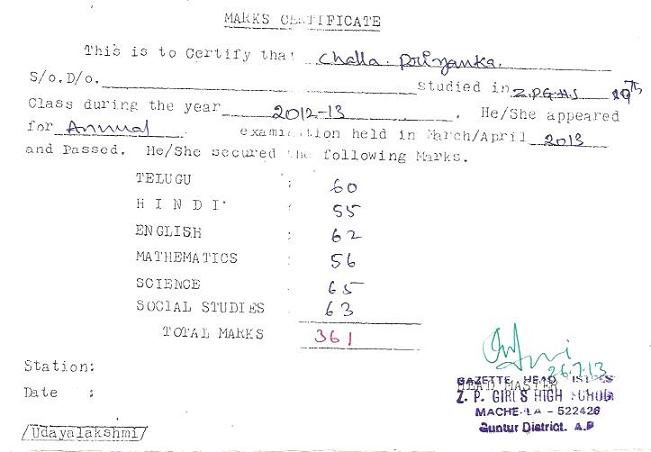 MARKS CERTIFICATE
This is to Certify that Challa. Priyanka.
S/o.D/o. studied in Z.P.G.H.S 10th
Class during the year 2012-13. He/She appeared
for Annual examination held in March/April 2013
and Passed. He/She secured the following Marks.
TELUGU : 60
H I N D I : 55
ENGLISH : 62
MATHEMATICS : 56
SCIENCE : 65
SOCIAL STUDIES : 63
TOTAL MARKS 361
26.7.13
Station:
HEAD MASTER
GAZETTE HEAD
Date :
Z. P. GIRLS HIGH SCHOOL
MACHERLA - 522426
Guntur District. A.P
/Udayalakshmi/